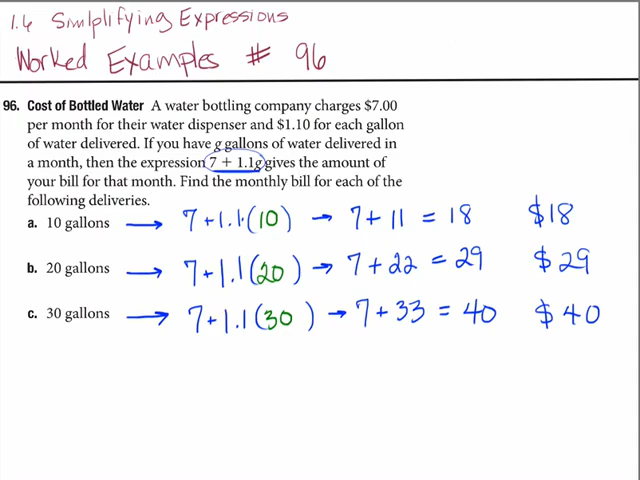 1.6 Simplifying Expressions
Worked Examples # 96
96. Cost of Bottled Water A water bottling company charges $7.00
per month for their water dispenser and $1.10 for each gallon
of water delivered. If you have g gallons of water delivered in
a month, then the expression 7 + 1.1g gives the amount of
your bill for that month. Find the monthly bill for each of the
following deliveries.
a. 10 gallons → 7+1.1·(10) → 7+11 = 18 $18
b. 20 gallons → 7+1.1(20) → 7+22 = 29 $29
c. 30 gallons → 7+1.1(30) → 7+33 = 40 $40